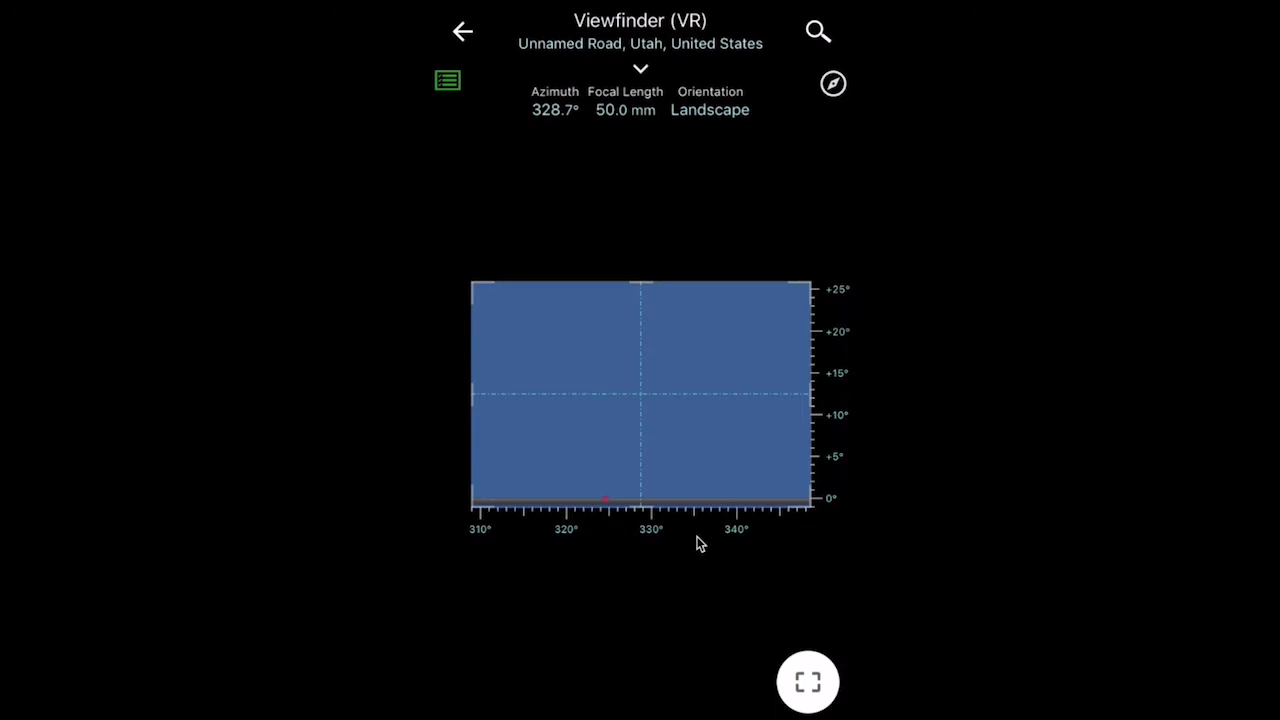 Viewfinder (VR)
Unnamed Road, Utah, United States
Azimuth Focal Length Orientation
328.7° 50.0 mm Landscape
+25°
+20°
+15°
+10°
+5°
0°
310° 320° 330° 340°